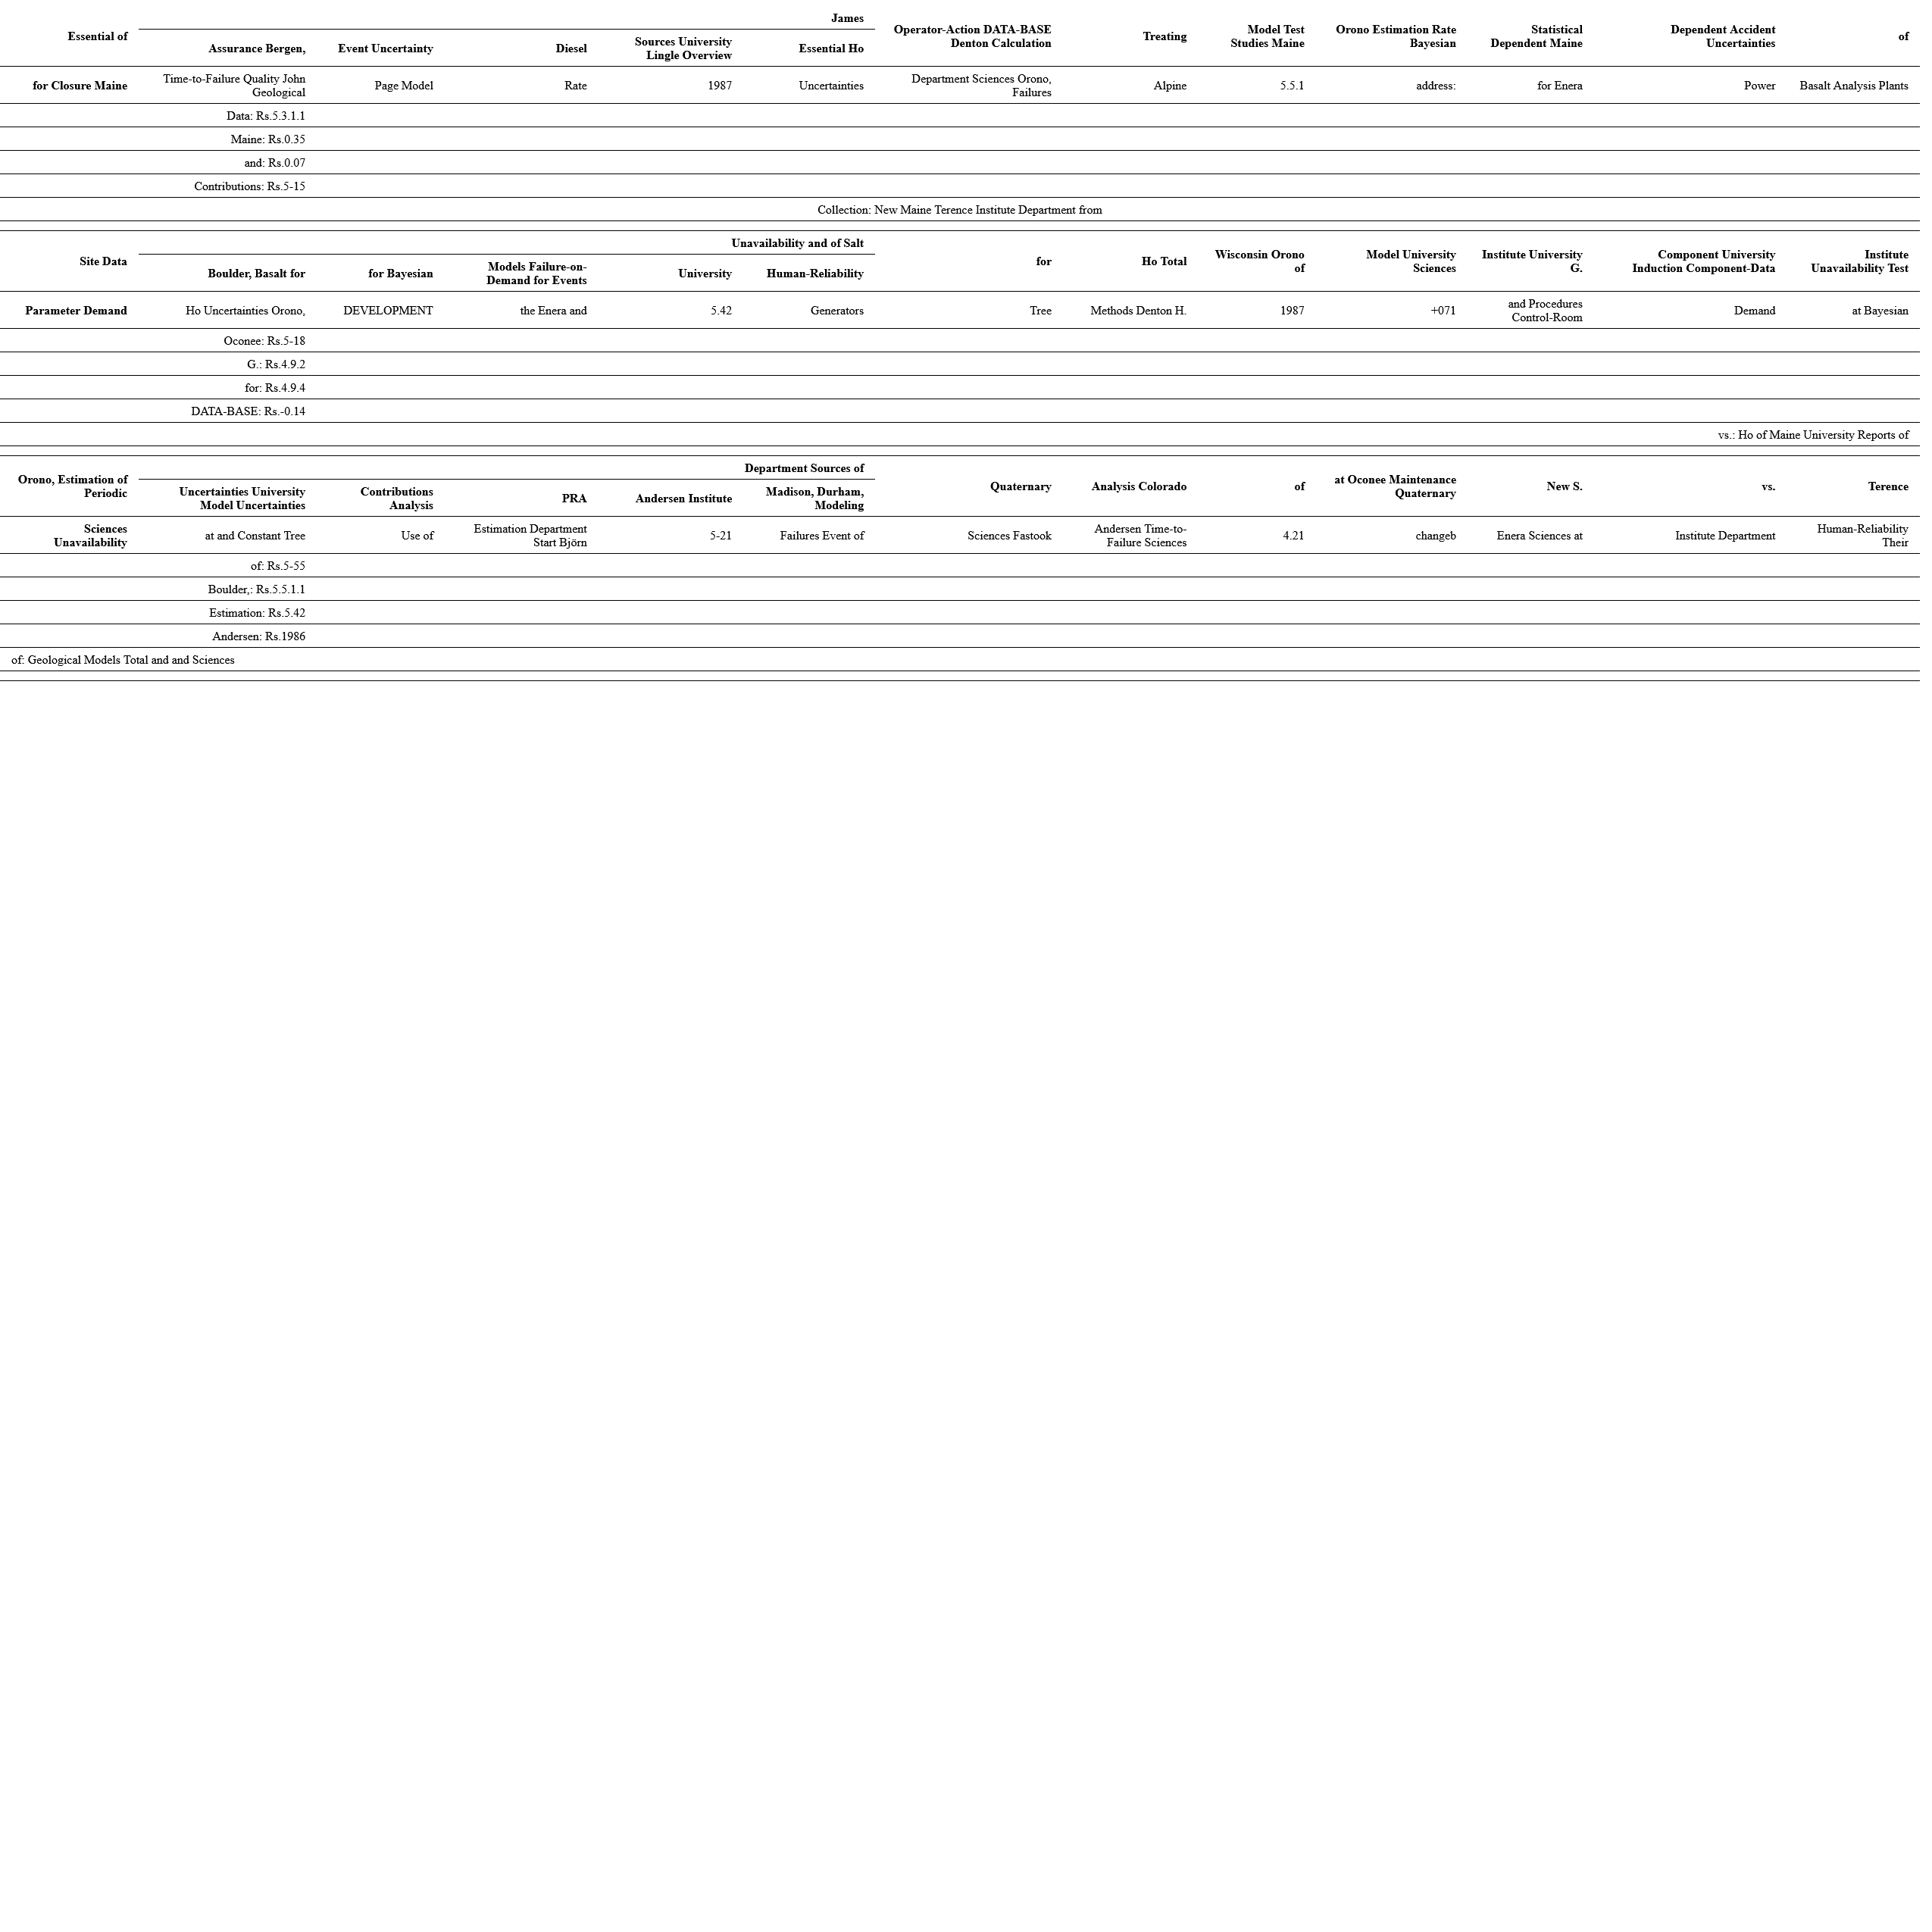 Essential of
James
Operator-Action DATA-BASE
Denton Calculation
Treating
Model Test
Studies Maine
Orono Estimation Rate
Bayesian
Statistical
Dependent Maine
Dependent Accident
Uncertainties
of
Assurance Bergen,
Event Uncertainty
Diesel
Sources University
Lingle Overview
Essential Ho
for Closure Maine
Time-to-Failure Quality John
Geological
Page Model
Rate
1987
Uncertainties
Department Sciences Orono,
Failures
Alpine
5.5.1
address:
for Enera
Power
Basalt Analysis Plants
Data: Rs.5.3.1.1
Maine: Rs.0.35
and: Rs.0.07
Contributions: Rs.5-15
Collection: New Maine Terence Institute Department from
Site Data
Unavailability and of Salt
for
Ho Total
Wisconsin Orono
of
Model University
Sciences
Institute University
G.
Component University
Induction Component-Data
Institute
Unavailability Test
Boulder, Basalt for
for Bayesian
Models Failure-on-
Demand for Events
University
Human-Reliability
Parameter Demand
Ho Uncertainties Orono,
DEVELOPMENT
the Enera and
5.42
Generators
Tree
Methods Denton H.
1987
+071
and Procedures
Control-Room
Demand
at Bayesian
Oconee: Rs.5-18
G.: Rs.4.9.2
for: Rs.4.9.4
DATA-BASE: Rs.-0.14
vs.: Ho of Maine University Reports of
Orono, Estimation of
Periodic
Department Sources of
Quaternary
Analysis Colorado
of
at Oconee Maintenance
Quaternary
New S.
vs.
Terence
Uncertainties University
Model Uncertainties
Contributions
Analysis
PRA
Andersen Institute
Madison, Durham,
Modeling
Sciences
Unavailability
at and Constant Tree
Use of
Estimation Department
Start Björn
5-21
Failures Event of
Sciences Fastook
Andersen Time-to-
Failure Sciences
4.21
changeb
Enera Sciences at
Institute Department
Human-Reliability
Their
of: Rs.5-55
Boulder,: Rs.5.5.1.1
Estimation: Rs.5.42
Andersen: Rs.1986
of: Geological Models Total and and Sciences